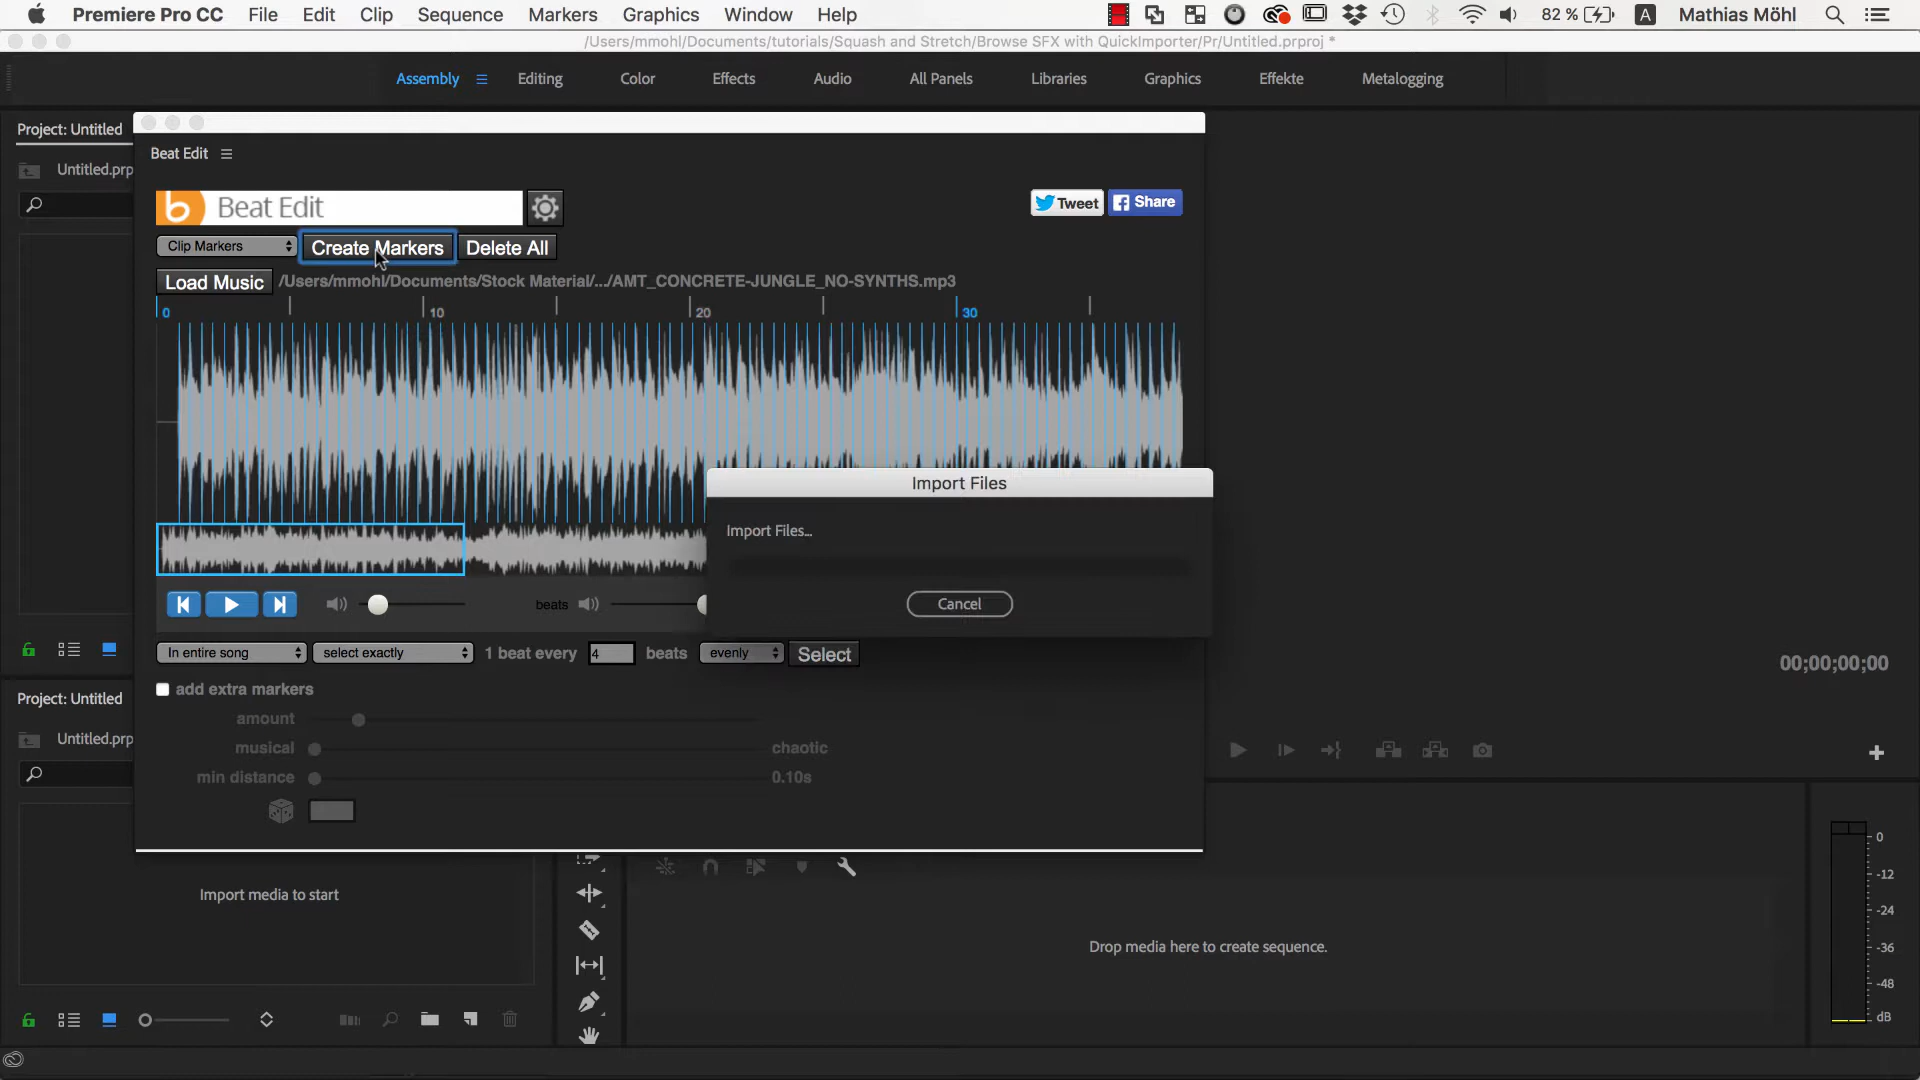 Premiere Pro CC File Edit Clip Sequence Markers Graphics Window Help 82 % A Mathias Möhl
/Users/mmohl/Documents/tutorials/Squash and Stretch/Browse SFX with QuickImporter/Pr/Untitled.prproj *
Assembly Editing Color Effects Audio All Panels Libraries Graphics Effekte Metalogging
Project: Untitled
Untitled.prp
Beat Edit
b Beat Edit
Tweet Share
Clip Markers Create Markers Delete All
Load Music /Users/mmohl/Documents/Stock Material/.../AMT_CONCRETE-JUNGLE_NO-SYNTHS.mp3
0 10 20 30
Import Files
Import Files...
Cancel
beats
In entire song select exactly 1 beat every 4 beats evenly Select
add extra markers
amount
musical chaotic
min distance 0.10s
00;00;00;00
Project: Untitled
Untitled.prp
Import media to start
Drop media here to create sequence.
0
-12
-24
-36
-48
dB